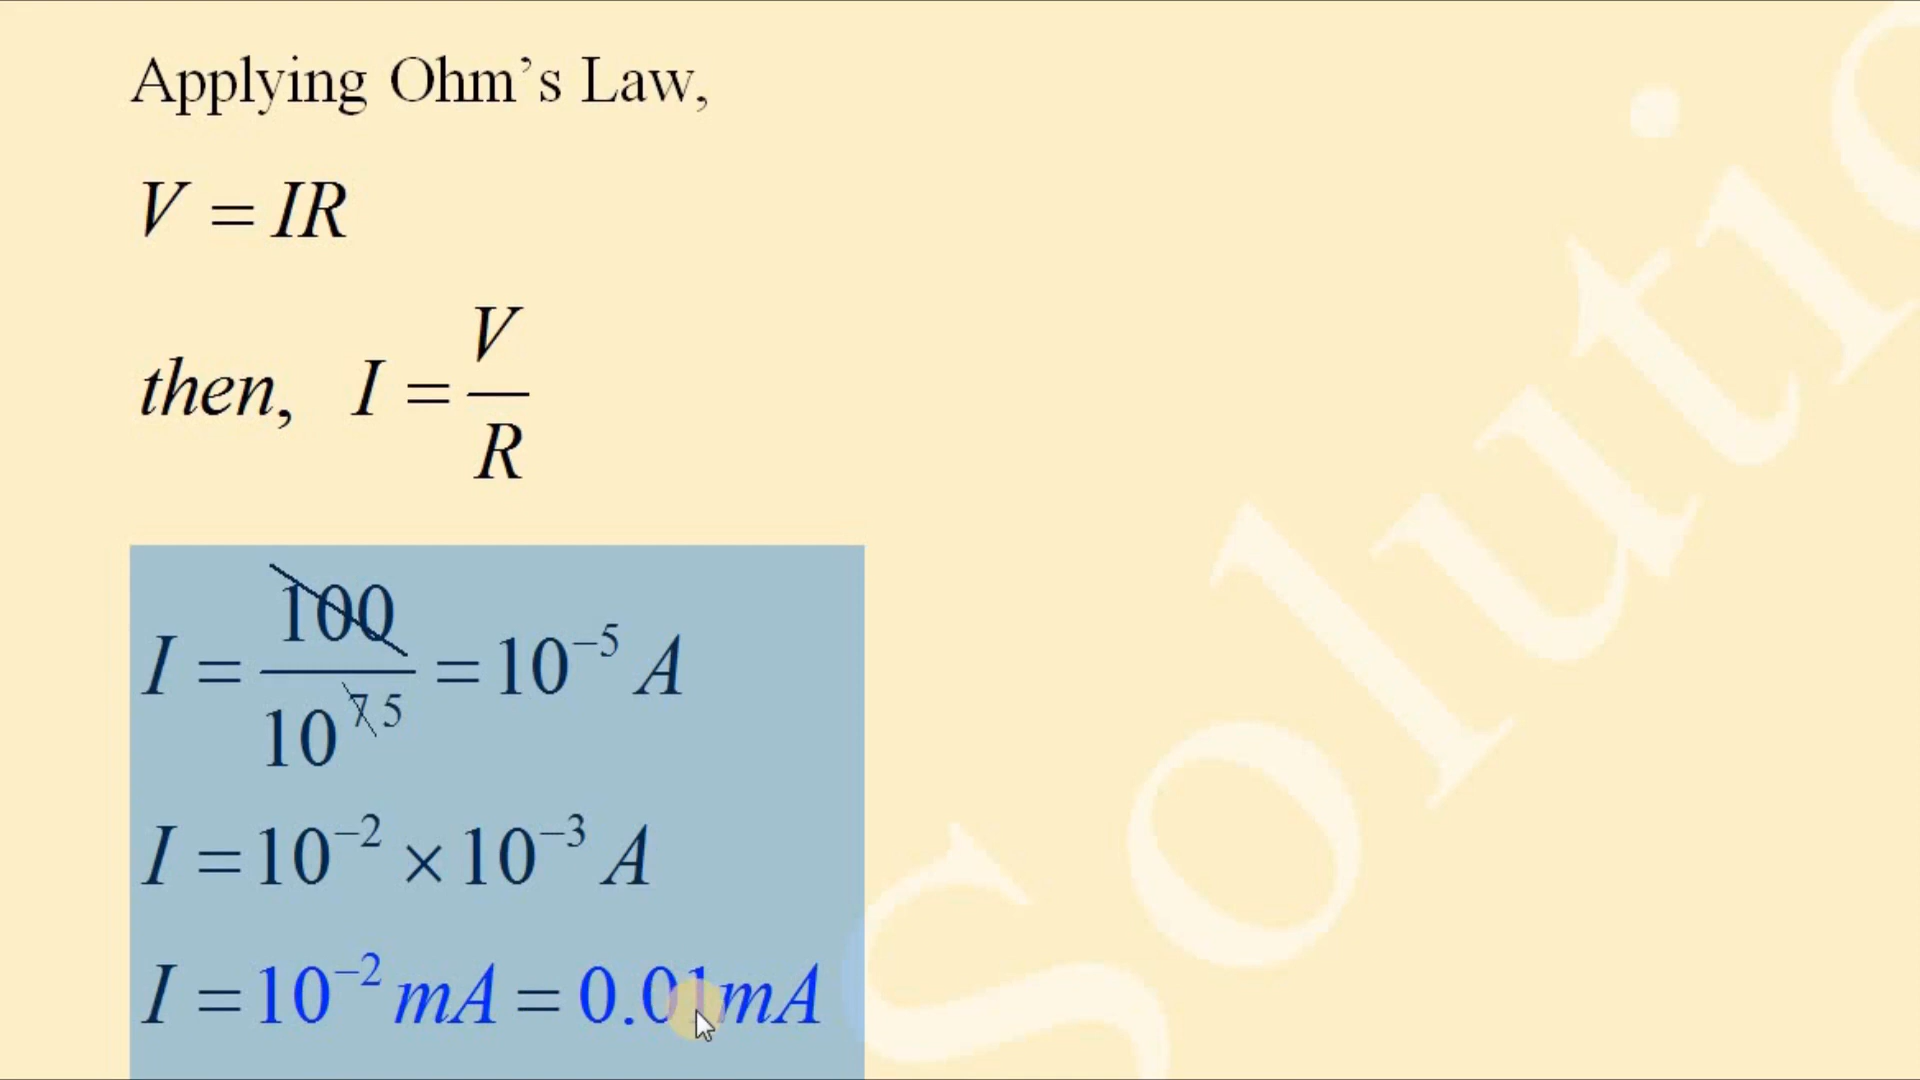 Applying Ohm's Law,
V = IR
then, I = V/R
I = 100/10^7 5 = 10^-5 A
I = 10^-2 × 10^-3 A
I = 10^-2 mA = 0.01mA
Solutio